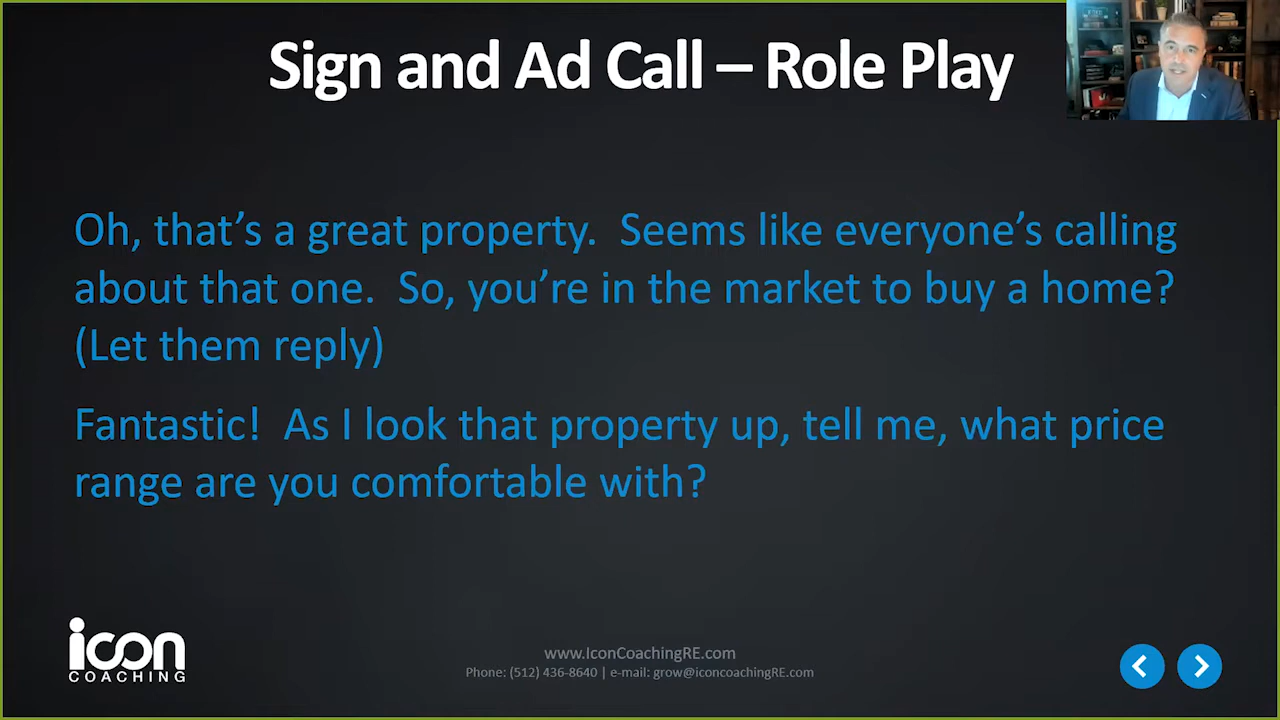 Sign and Ad Call – Role Play
Oh, that’s a great property.  Seems like everyone’s calling
about that one.  So, you’re in the market to buy a home?
(Let them reply)
Fantastic!  As I look that property up, tell me, what price
range are you comfortable with?
icon
COACHING
www.IconCoachingRE.com
Phone: (512) 436-8640 | e-mail: grow@iconcoachingRE.com